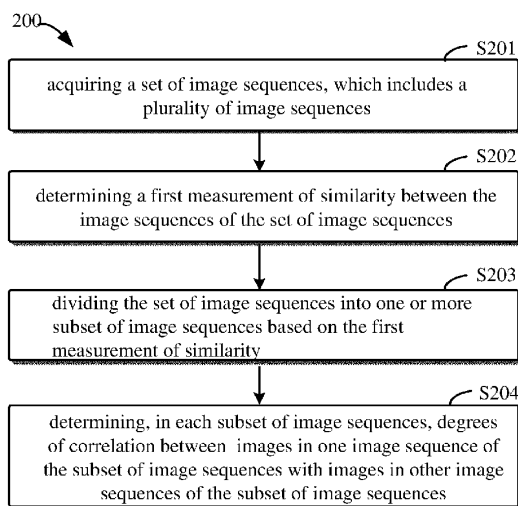 200
S201
acquiring a set of image sequences, which includes a
plurality of image sequences
S202
determining a first measurement of similarity between the
image sequences of the set of image sequences
S203
dividing the set of image sequences into one or more
subset of image sequences based on the first
measurement of similarity
S204
determining, in each subset of image sequences, degrees
of correlation between images in one image sequence of
the subset of image sequences with images in other image
sequences of the subset of image sequences